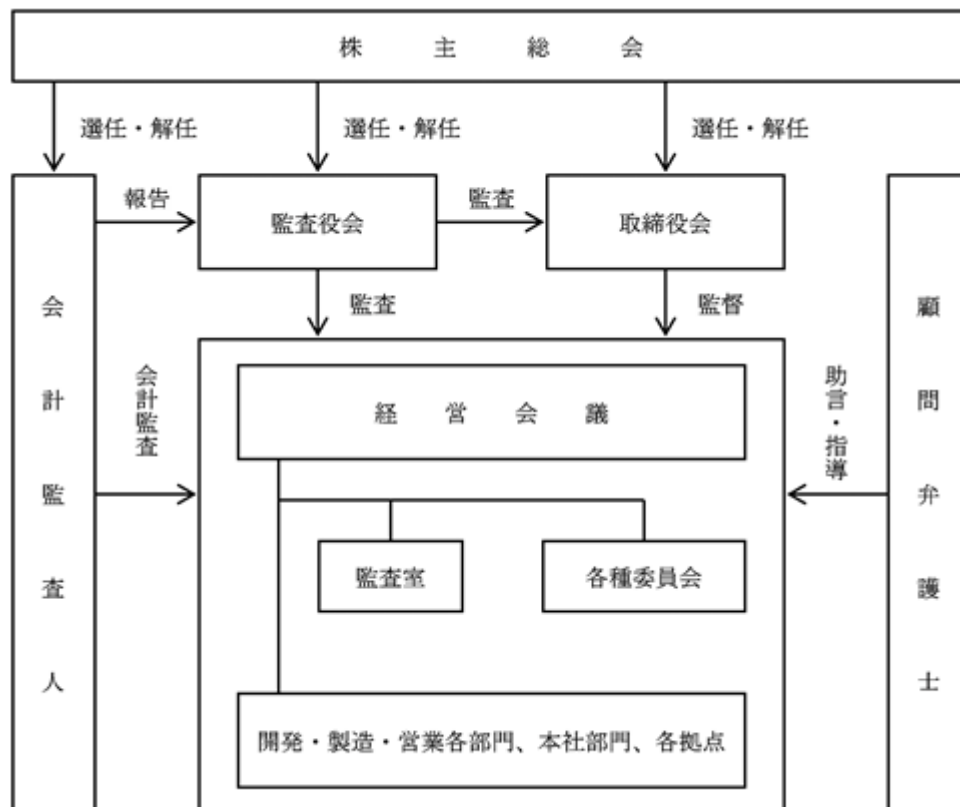 株主総会
選任・解任
選任・解任
選任・解任
報告
監査役会
監査
取締役会
監査
監督
会計監査人
会計監査
経営会議
助言・指導
顧問弁護士
監査室
各種委員会
開発・製造・営業各部門、本社部門、各拠点